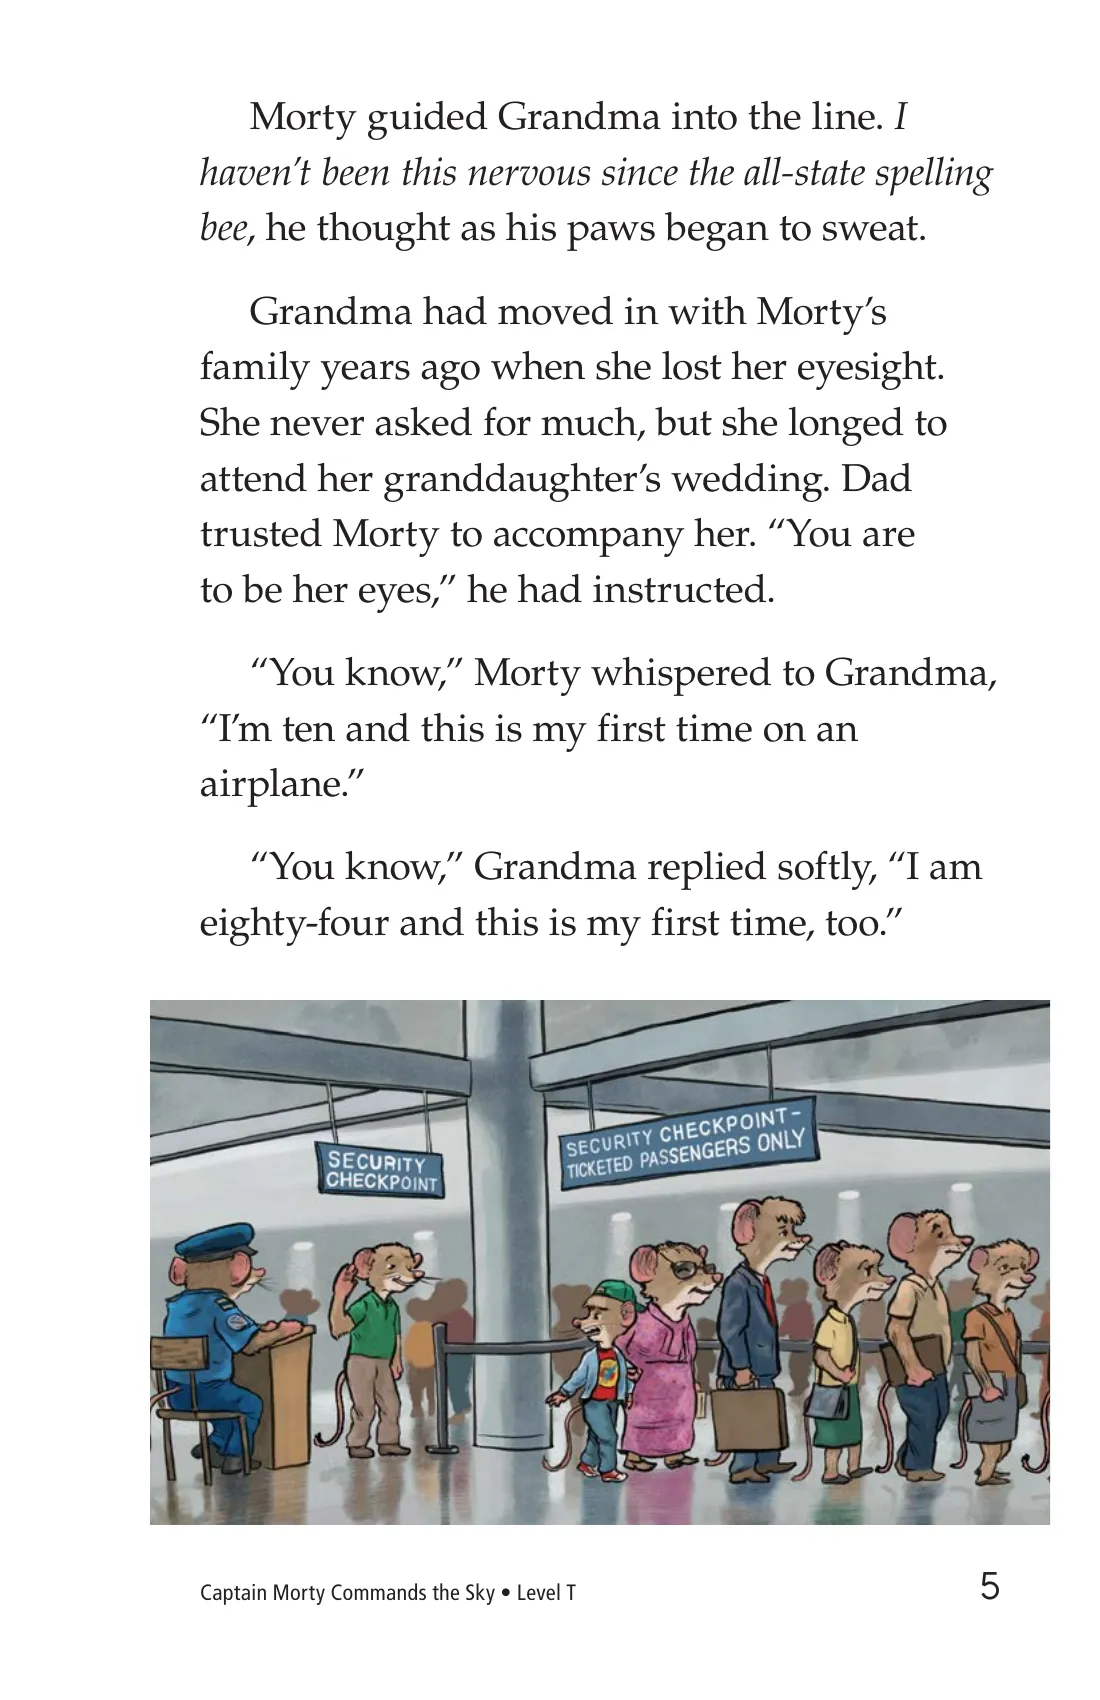 Morty guided Grandma into the line. I
haven’t been this nervous since the all-state spelling
bee, he thought as his paws began to sweat.
Grandma had moved in with Morty’s
family years ago when she lost her eyesight.
She never asked for much, but she longed to
attend her granddaughter’s wedding. Dad
trusted Morty to accompany her. “You are
to be her eyes,” he had instructed.
“You know,” Morty whispered to Grandma,
“I’m ten and this is my first time on an
airplane.”
“You know,” Grandma replied softly, “I am
eighty-four and this is my first time, too.”
SECURITY
CHECKPOINT
SECURITY CHECKPOINT-
TICKETED PASSENGERS ONLY
Captain Morty Commands the Sky • Level T
5